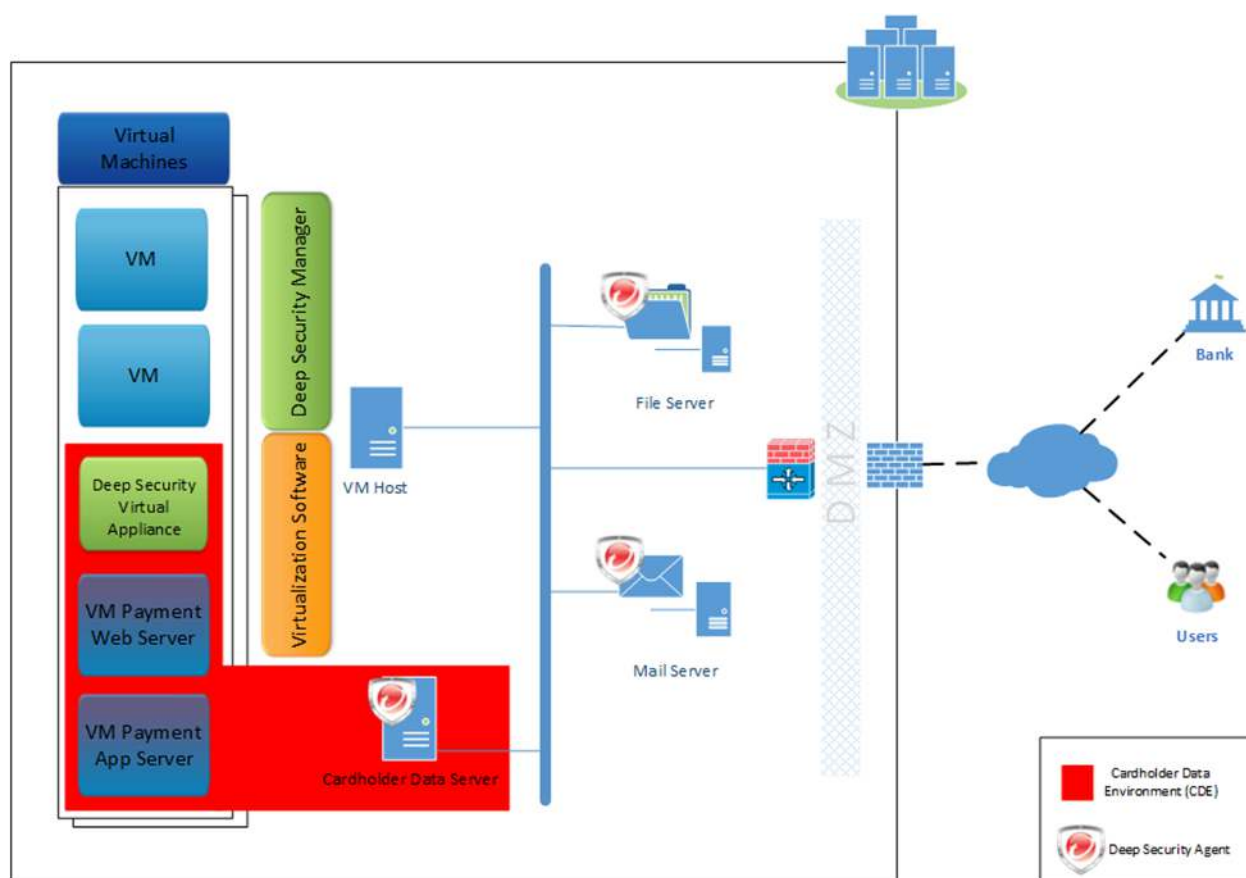 Virtual
Machines
VM
VM
Deep Security
Virtual
Appliance
VM Payment
Web Server
VM Payment
App Server
Deep Security Manager
Virtualization Software
VM Host
Cardholder Data Server
File Server
Mail Server
DMZ
Bank
Users
Cardholder Data
Environment (CDE)
Deep Security Agent